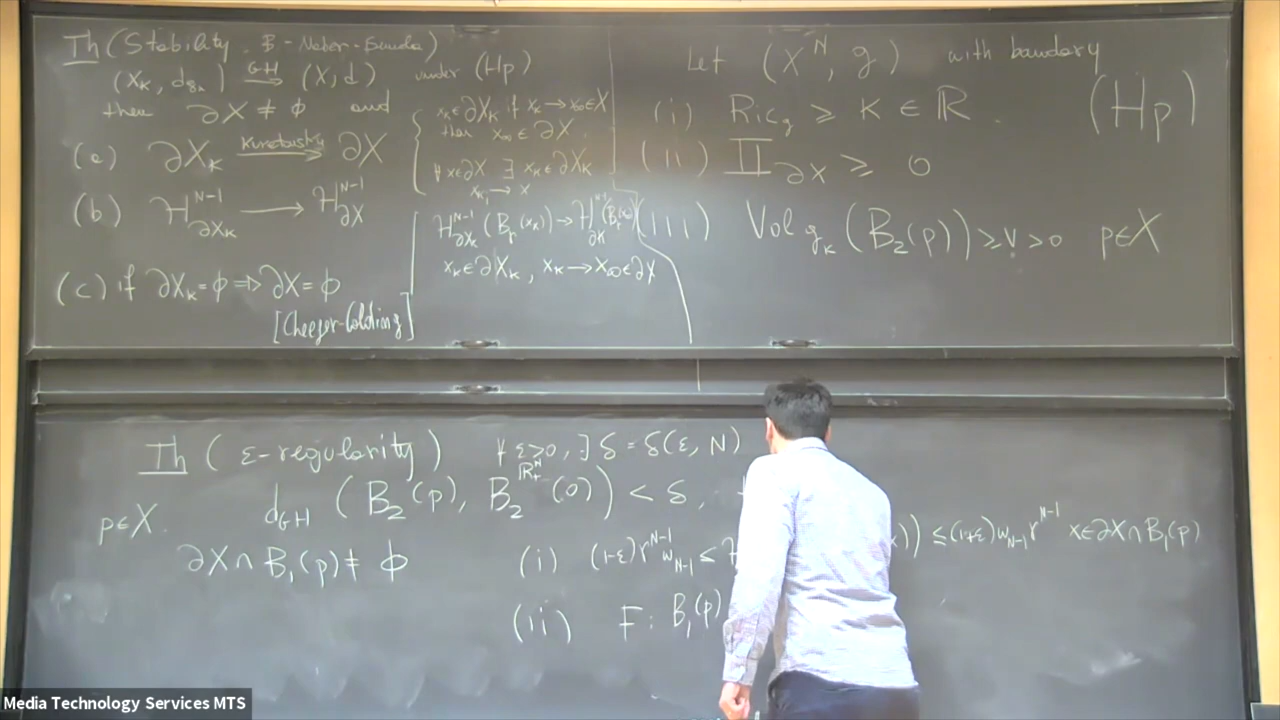 Th (Stability, B-Naber-Semola)
(X_k, d_{g_k}) \xrightarrow{GH} (X, d) under (Hp)
then ∂X ≠ ∅ and
(a) ∂X_k \xrightarrow{Kuratowski} ∂X
{ x_k ∈ ∂X_k if x_k → x_∞ ∈ X
then x_∞ ∈ ∂X.
∀ x ∈ ∂X ∃ x_k ∈ ∂X_k
x_k → x
(b) H^{N-1}_{∂X_k} ⟶ H^{N-1}_{∂X}
[ H^{N-1}_{∂X_k}(B_r(x_k)) → H^{N-1}_{∂X}(B_r(x_∞))
x_k ∈ ∂X_k, x_k → x_∞ ∈ ∂X
(c) if ∂X_k = ∅ ⇒ ∂X = ∅
[Cheeger-Colding]
Let (X^N, g) with boundary
(i) Ric_g ≥ K ∈ ℝ. (Hp)
(ii) II_{∂X} ≥ 0
(iii) Vol_{g_k}(B_2(p)) ≥ v > 0 p ∈ X
Th (ε-regularity) ∀ ε>0, ∃ δ = δ(ε, N)
p ∈ X. d_{GH}(B_2(p), B_2^{ℝ^N_+}(0)) < δ,
∂X ∩ B_1(p) ≠ ∅
(i) (1-ε) r^{N-1} ω_{N-1} ≤ )) ≤ (1+ε) ω_{N-1} r^{N-1} x ∈ ∂X ∩ B_1(p)
(ii) F: B_1(p)
Media Technology Services MTS